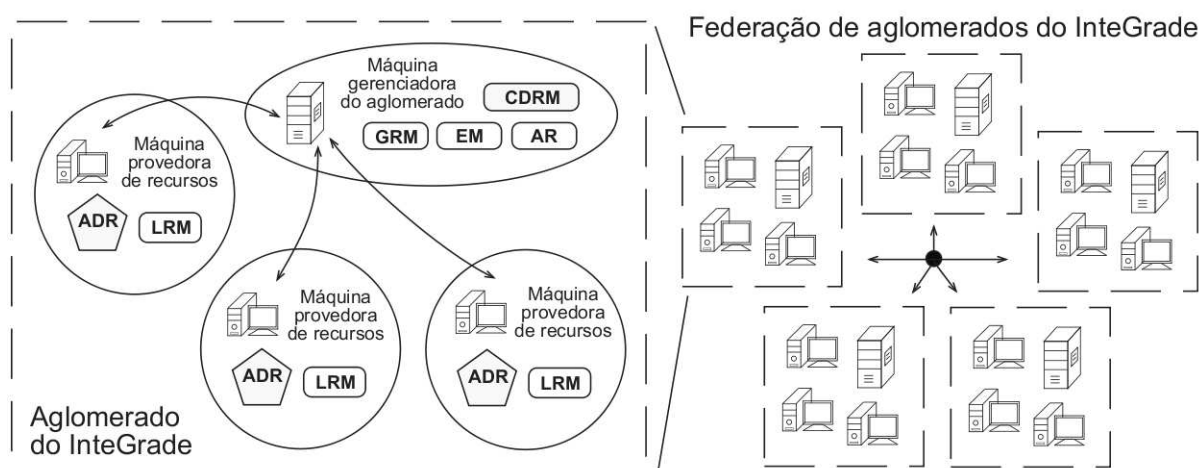 Federação de aglomerados do InteGrade
Máquina
gerenciadora
do aglomerado
CDRM
GRM
EM
AR
Máquina
provedora
de recursos
ADR
LRM
Máquina
provedora
de recursos
ADR
LRM
Máquina
provedora
de recursos
ADR
LRM
Aglomerado
do InteGrade